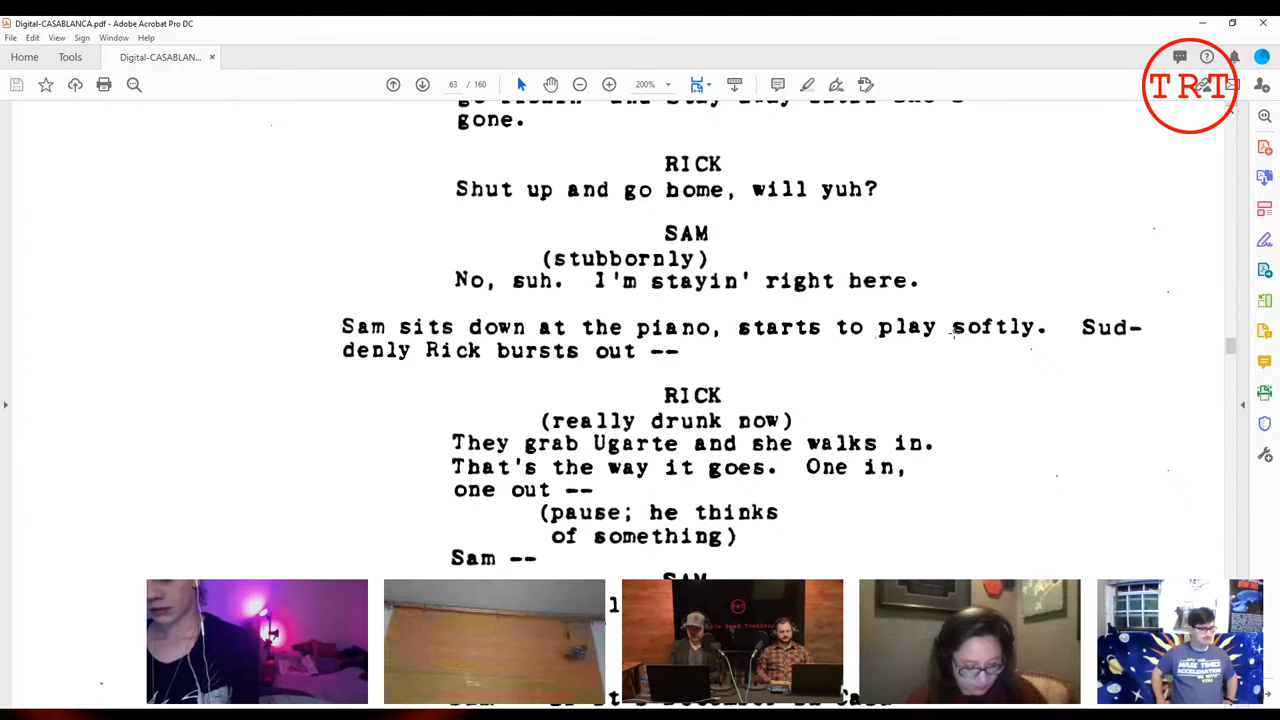 Digital-CASABLANCA.pdf - Adobe Acrobat Pro DC
File Edit View Sign Window Help
Home Tools Digital-CASABLAN... ×
63 / 160 200%
TRT
gone.
RICK
Shut up and go home, will yuh?
SAM
(stubbornly)
No, suh. I'm stayin' right here.
Sam sits down at the piano, starts to play softly. Sud-
denly Rick bursts out --
RICK
(really drunk now)
They grab Ugarte and she walks in.
That's the way it goes. One in,
one out --
(pause; he thinks
of something)
Sam --
SAM
TRT